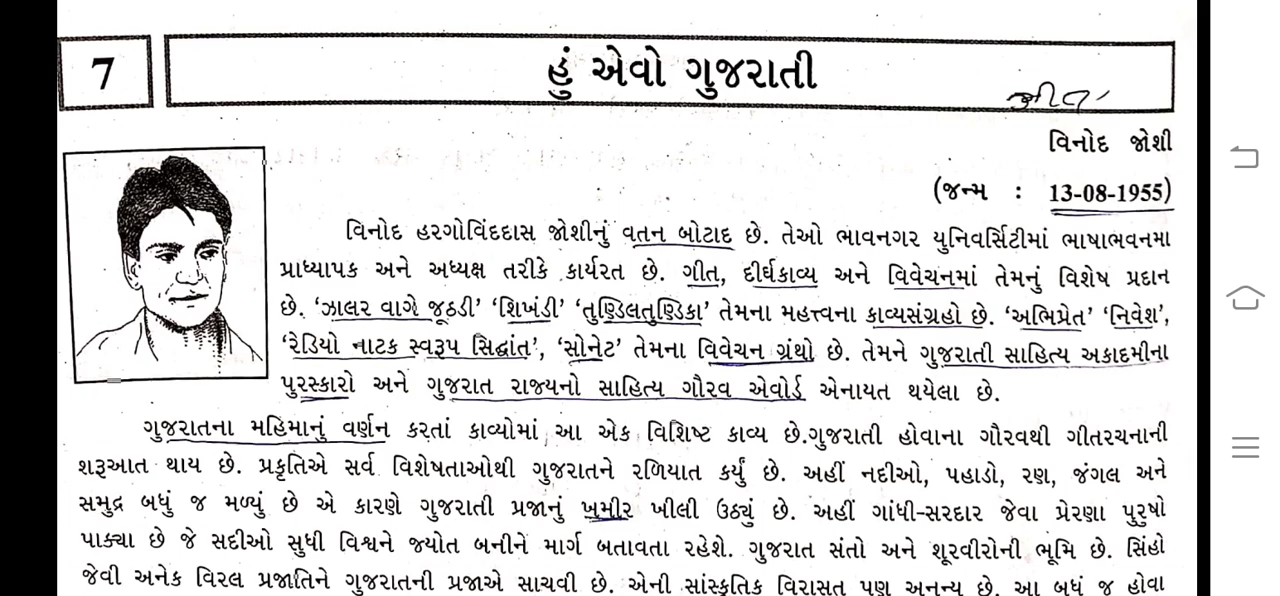 7
હું એવો ગુજરાતી
ગીત
વિનોદ જોશી
(જન્મ : 13-08-1955)
વિનોદ હરગોવિંદદાસ જોશીનું વતન બોટાદ છે. તેઓ ભાવનગર યુનિવર્સિટીમાં ભાષાભવનમા
પ્રાધ્યાપક અને અધ્યક્ષ તરીકે કાર્યરત છે. ગીત, દીર્ઘકાવ્ય અને વિવેચનમાં તેમનું વિશેષ પ્રદાન
છે. ‘ઝાલર વાગે જૂઠડી’ ‘શિખંડી’ ‘તુણ્ડિલતુણ્ડિકા’ તેમના મહત્ત્વના કાવ્યસંગ્રહો છે. ‘અભિપ્રેત’ ‘નિવેશ’,
‘રેડિયો નાટક સ્વરૂપ સિદ્ધાંત’, ‘સોનેટ’ તેમના વિવેચન ગ્રંથો છે. તેમને ગુજરાતી સાહિત્ય અકાદમીના
પુરસ્કારો અને ગુજરાત રાજ્યનો સાહિત્ય ગૌરવ એવોર્ડ એનાયત થયેલા છે.
ગુજરાતના મહિમાનું વર્ણન કરતાં કાવ્યોમાં આ એક વિશિષ્ટ કાવ્ય છે.ગુજરાતી હોવાના ગૌરવથી ગીતરચનાની
શરૂઆત થાય છે. પ્રકૃતિએ સર્વ વિશેષતાઓથી ગુજરાતને રળિયાત કર્યું છે. અહીં નદીઓ, પહાડો, રણ, જંગલ અને
સમુદ્ર બધું જ મળ્યું છે એ કારણે ગુજરાતી પ્રજાનું ખમીર ખીલી ઉઠ્યું છે. અહીં ગાંધી-સરદાર જેવા પ્રેરણા પુરુષો
પાક્યા છે જે સદીઓ સુધી વિશ્વને જ્યોત બનીને માર્ગ બતાવતા રહેશે. ગુજરાત સંતો અને શૂરવીરોની ભૂમિ છે. સિંહો
જેવી અનેક વિરલ પ્રજાતિને ગુજરાતની પ્રજાએ સાચવી છે. એની સાંસ્કૃતિક વિરાસત પણ અનન્ય છે. આ બધું જ હોવા